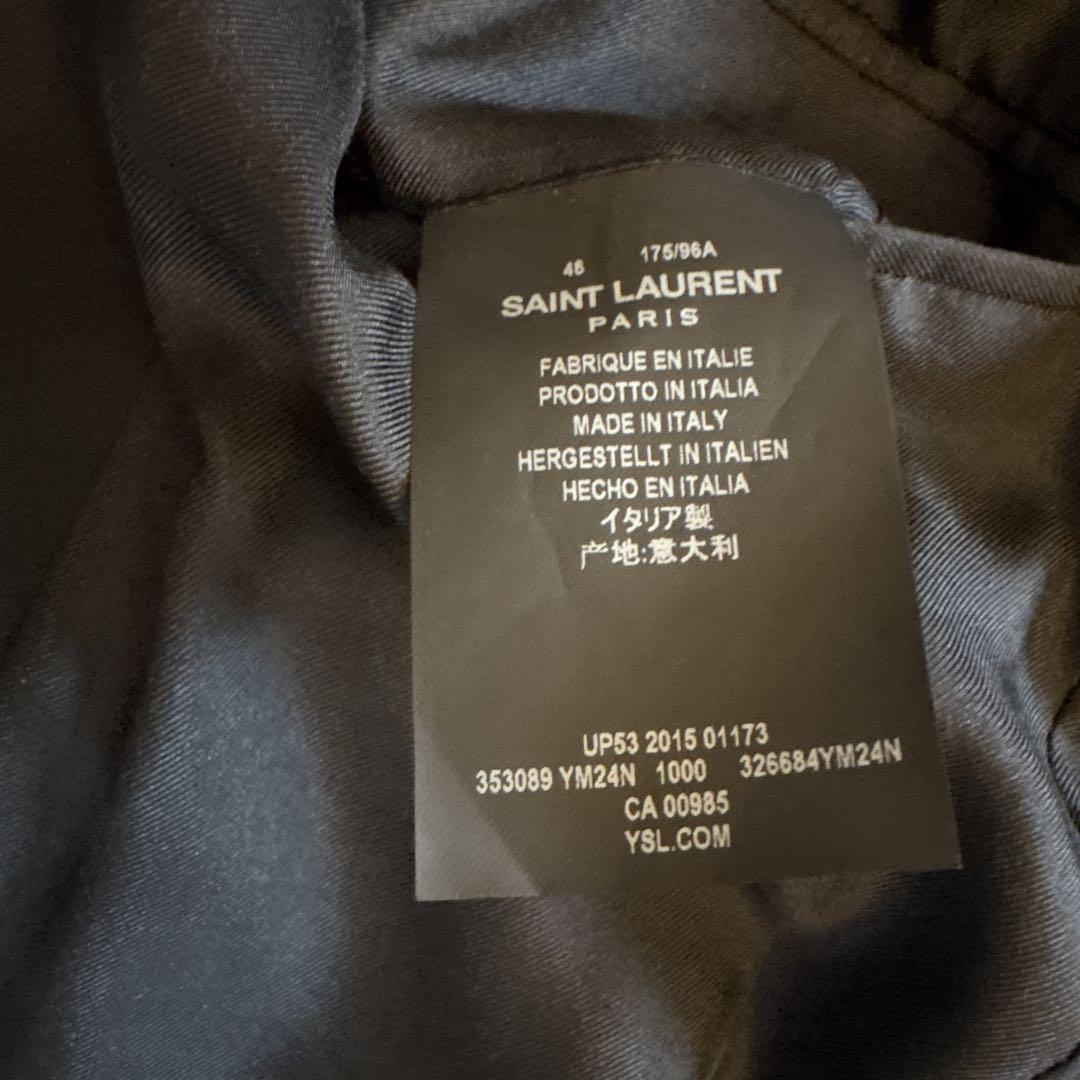 46 175/96A
SAINT LAURENT
PARIS
FABRIQUE EN ITALIE
PRODOTTO IN ITALIA
MADE IN ITALY
HERGESTELLT IN ITALIEN
HECHO EN ITALIA
イタリア製
产地:意大利
UP53 2015 01173
353089 YM24N 1000 326684YM24N
CA 00985
YSL.COM